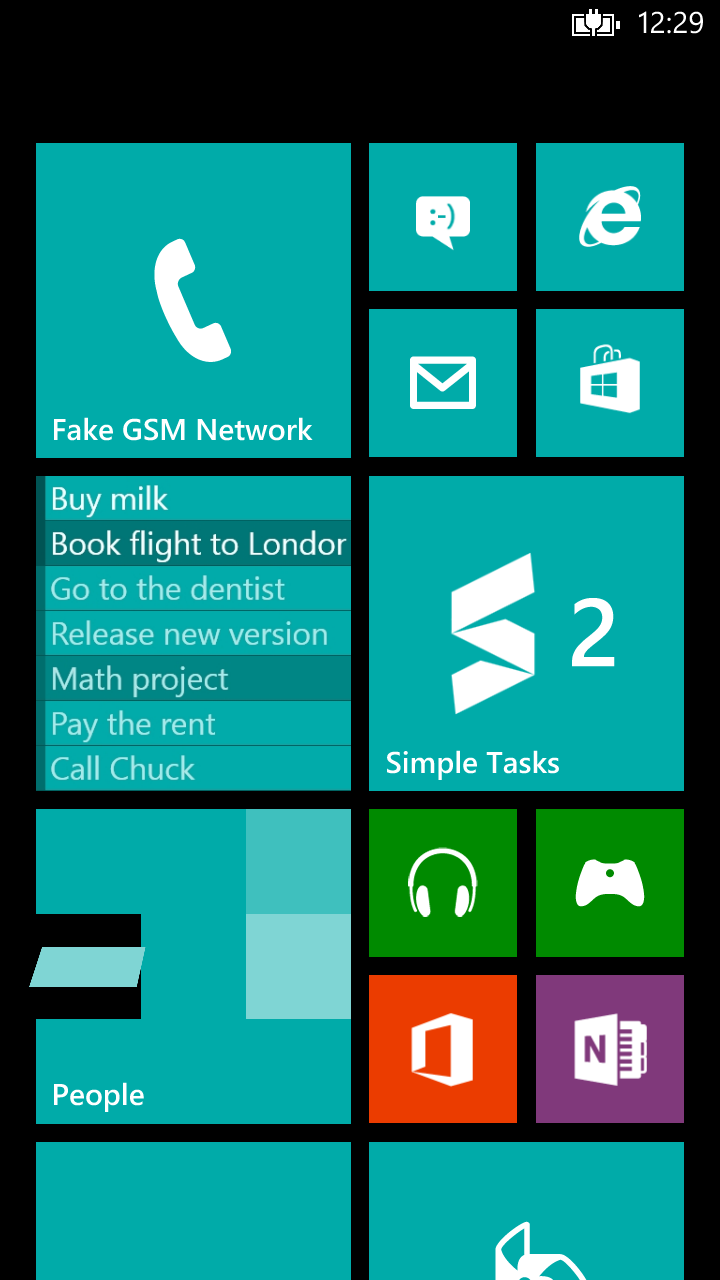 12:29
:-)
Fake GSM Network
Buy milk
Book flight to Londor
Go to the dentist
Release new version
Math project
Pay the rent
Call Chuck
2
Simple Tasks
People
N